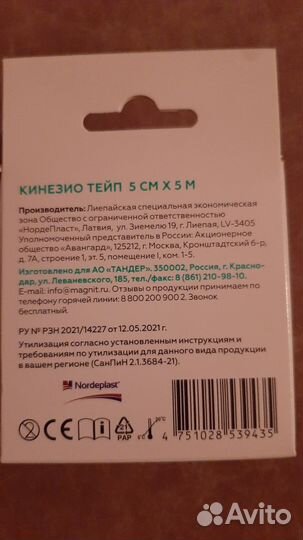 КИНЕЗИО ТЕЙП 5 СМ X 5 М
Производитель: Лиепайская специальная экономическая
зона Общество с ограниченной ответственностью
«НордеПласт», Латвия, ул. Зиемелю 19, г. Лиепая, LV-3405
Уполномоченный представитель в России: Акционерное
общество «Авангард», 125212, г. Москва, Кронштадтский б-р,
д. 7А, строение 1, эт. 5, помещение 1, ком. 1-5.
Изготовлено для АО «ТАНДЕР». 350002, Россия, г. Красно-
дар, ул. Леваневского, 185, тел./факс: 8 (861) 210-98-10.
E-mail: info@magnit.ru. Отзывы о продукции принимаем по
телефону горячей линии: 8 800 200 900 2. Звонок
бесплатный.
РУ № РЗН 2021/14227 от 12.05.2021 г.
Утилизация согласно установленным инструкциям и
требованиям по утилизации для данного вида продукции
в вашем регионе (СанПиН 2.1.3684-21).
Nordeplast
CE
21
PAP
4 751028 539435
Avito